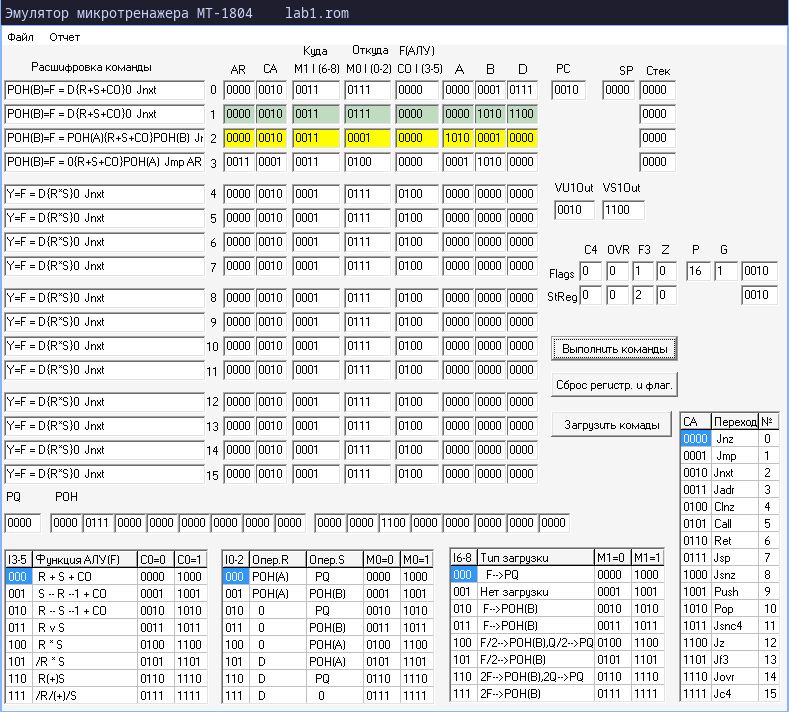 Эмулятор микротренажера МТ-1804 lab1.rom
Файл Отчет
Куда Откуда F(АЛУ)
Расшифровка команды AR CA M1 I (6-8) M0 I (0-2) C0 I (3-5) A B D PC SP Стек
РОН(B)=F = D{R+S+CO}0 Jnxt 0 0000 0010 0011 0111 0000 0000 0001 0111 0010 0000 0000
РОН(B)=F = D{R+S+CO}0 Jnxt 1 0000 0010 0011 0111 0000 0000 1010 1100 0000
РОН(B)=F = РОН(A){R+S+CO}РОН(B) Jr 2 0000 0010 0011 0001 0000 1010 0001 0000 0000
РОН(B)=F = 0{R+S+CO}РОН(A) Jmp AR 3 0011 0001 0011 0100 0000 0001 1010 0000 0000
Y=F = D{R*S}0 Jnxt 4 0000 0010 0001 0111 0100 0000 0000 0000
VU1Out VS1Out
Y=F = D{R*S}0 Jnxt 5 0000 0010 0001 0111 0100 0000 0000 0000 0010 1100
Y=F = D{R*S}0 Jnxt 6 0000 0010 0001 0111 0100 0000 0000 0000
C4 OVR F3 Z P G
Y=F = D{R*S}0 Jnxt 7 0000 0010 0001 0111 0100 0000 0000 0000
Flags 0 0 1 0 16 1 0010
Y=F = D{R*S}0 Jnxt 8 0000 0010 0001 0111 0100 0000 0000 0000
StReg 0 0 2 0 0010
Y=F = D{R*S}0 Jnxt 9 0000 0010 0001 0111 0100 0000 0000 0000
Y=F = D{R*S}0 Jnxt 10 0000 0010 0001 0111 0100 0000 0000 0000
Выполнить команды
Y=F = D{R*S}0 Jnxt 11 0000 0010 0001 0111 0100 0000 0000 0000
Сброс регистр. и флаг.
Y=F = D{R*S}0 Jnxt 12 0000 0010 0001 0111 0100 0000 0000 0000
Y=F = D{R*S}0 Jnxt 13 0000 0010 0001 0111 0100 0000 0000 0000
Загрузить комады
Y=F = D{R*S}0 Jnxt 14 0000 0010 0001 0111 0100 0000 0000 0000
Y=F = D{R*S}0 Jnxt 15 0000 0010 0001 0111 0100 0000 0000 0000
PQ РОН
0000 0000 0111 0000 0000 0000 0000 0000 0000 0000 0000 1100 0000 0000 0000 0000 0000
I3-5 Функция АЛУ(F) C0=0 C0=1
000 R + S + CO 0000 1000
001 S -- R --1 + CO 0001 1001
010 R -- S --1 + CO 0010 1010
011 R v S 0011 1011
100 R * S 0100 1100
101 /R * S 0101 1101
110 R(+)S 0110 1110
111 /R/(+)/S 0111 1111
I0-2 Опер.R Опер.S M0=0 M0=1
000 РОН(A) PQ 0000 1000
001 РОН(A) РОН(B) 0001 1001
010 0 PQ 0010 1010
011 0 РОН(B) 0011 1011
100 0 РОН(A) 0100 1100
101 D РОН(A) 0101 1101
110 D PQ 0110 1110
111 D 0 0111 1111
I6-8 Тип загрузки M1=0 M1=1
000 F-->PQ 0000 1000
001 Нет загрузки 0001 1001
010 F-->РОН(B) 0010 1010
011 F-->РОН(B) 0011 1011
100 F/2-->РОН(B),Q/2-->PQ 0100 1100
101 F/2-->РОН(B) 0101 1101
110 2F-->РОН(B),2Q-->PQ 0110 1110
111 2F-->РОН(B) 0111 1111
CA Переход №
0000 Jnz 0
0001 Jmp 1
0010 Jnxt 2
0011 Jadr 3
0100 Clnz 4
0101 Call 5
0110 Ret 6
0111 Jsp 7
1000 Jsnz 8
1001 Push 9
1010 Pop 10
1011 Jsnc4 11
1100 Jz 12
1101 Jf3 13
1110 Jovr 14
1111 Jc4 15